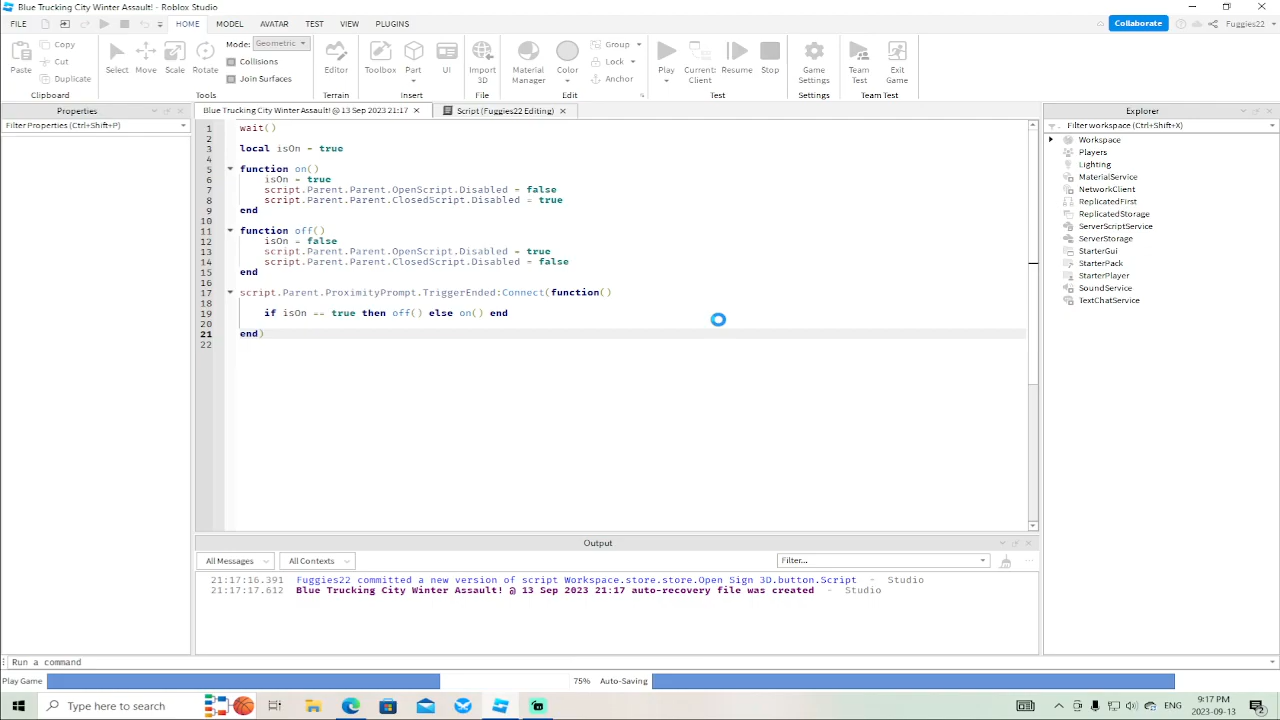 Blue Trucking City Winter Assault! @ 13 Sep 2023 21:17 - Roblox Studio
FILE HOME MODEL AVATAR TEST VIEW PLUGINS Collaborate Fuggies22
Paste Copy Cut Duplicate
Clipboard
Select Move Scale Rotate Mode: Geometric Collisions Join Surfaces
Tools
Editor
Terrain
Toolbox Part UI
Insert
Import 3D
File
Material Manager Color Group Lock Anchor
Edit
Play Current: Client Resume Stop
Test
Game Settings
Settings
Team Test Exit Game
Team Test
Properties
Filter Properties (Ctrl+Shift+P)
Blue Trucking City Winter Assault! @ 13 Sep 2023 21:17 Script (Fuggies22 Editing)
1 wait()
2
3 local isOn = true
4
5 function on()
6 isOn = true
7 script.Parent.Parent.OpenScript.Disabled = false
8 script.Parent.Parent.ClosedScript.Disabled = true
9 end
10
11 function off()
12 isOn = false
13 script.Parent.Parent.OpenScript.Disabled = true
14 script.Parent.Parent.ClosedScript.Disabled = false
15 end
16
17 script.Parent.ProximityPrompt.TriggerEnded:Connect(function()
18
19 if isOn == true then off() else on() end
20
21 end)
22
Explorer
Filter workspace (Ctrl+Shift+X)
Workspace
Players
Lighting
MaterialService
NetworkClient
ReplicatedFirst
ReplicatedStorage
ServerScriptService
ServerStorage
StarterGui
StarterPack
StarterPlayer
SoundService
TextChatService
Output
All Messages All Contexts Filter...
21:17:16.391 Fuggies22 committed a new version of script Workspace.store.store.Open Sign 3D.button.Script - Studio
21:17:17.612 Blue Trucking City Winter Assault! @ 13 Sep 2023 21:17 auto-recovery file was created - Studio
Run a command
Play Game 75% Auto-Saving
Type here to search
ENG 9:17 PM
2023-09-13
2